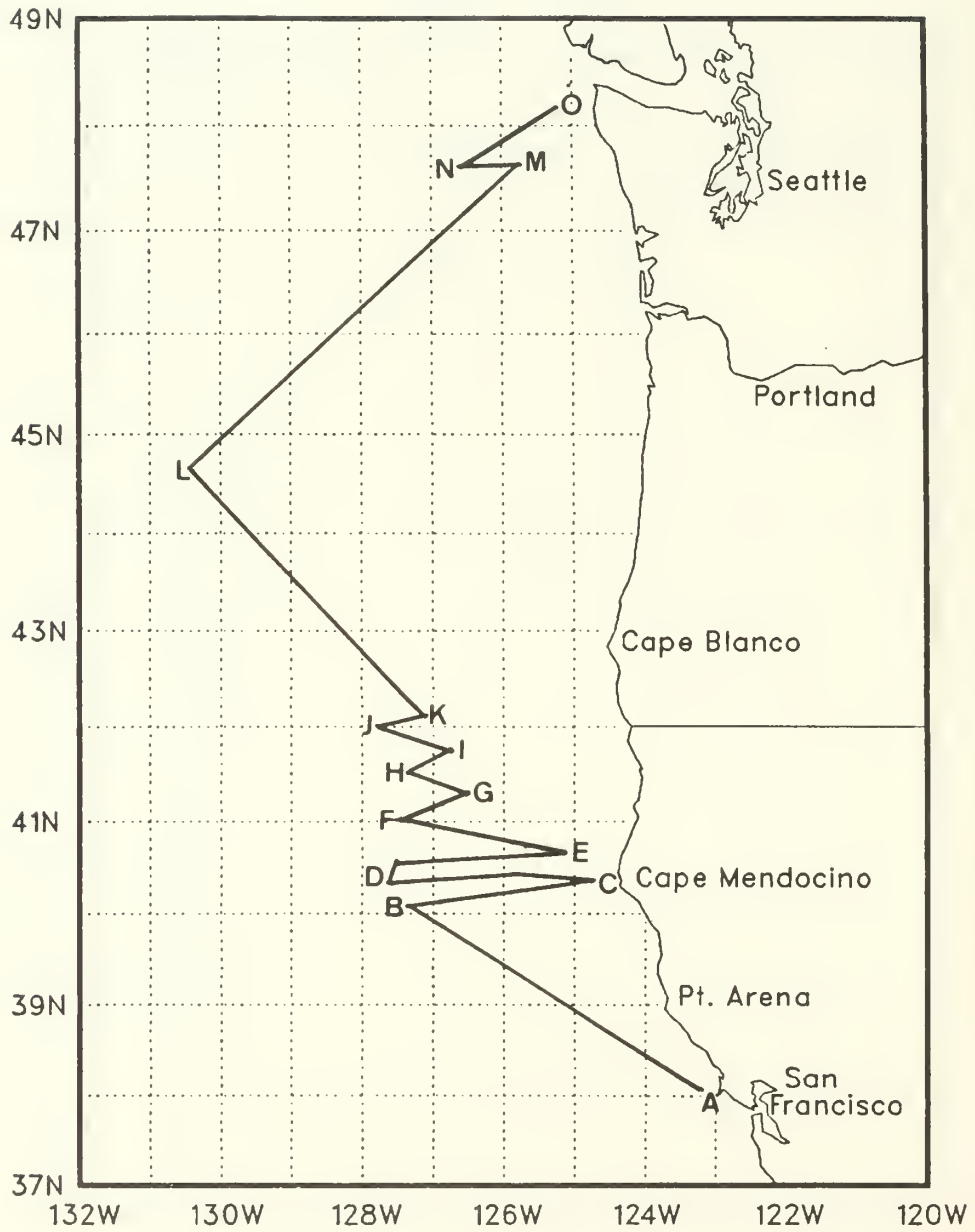 49N
O
N
M
Seattle
47N
Portland
45N
L
43N
Cape Blanco
K
J
I
H
G
41N
F
E
D
C
Cape Mendocino
B
39N
Pt. Arena
San
Francisco
A
37N
132W 130W 128W 126W 124W 122W 120W